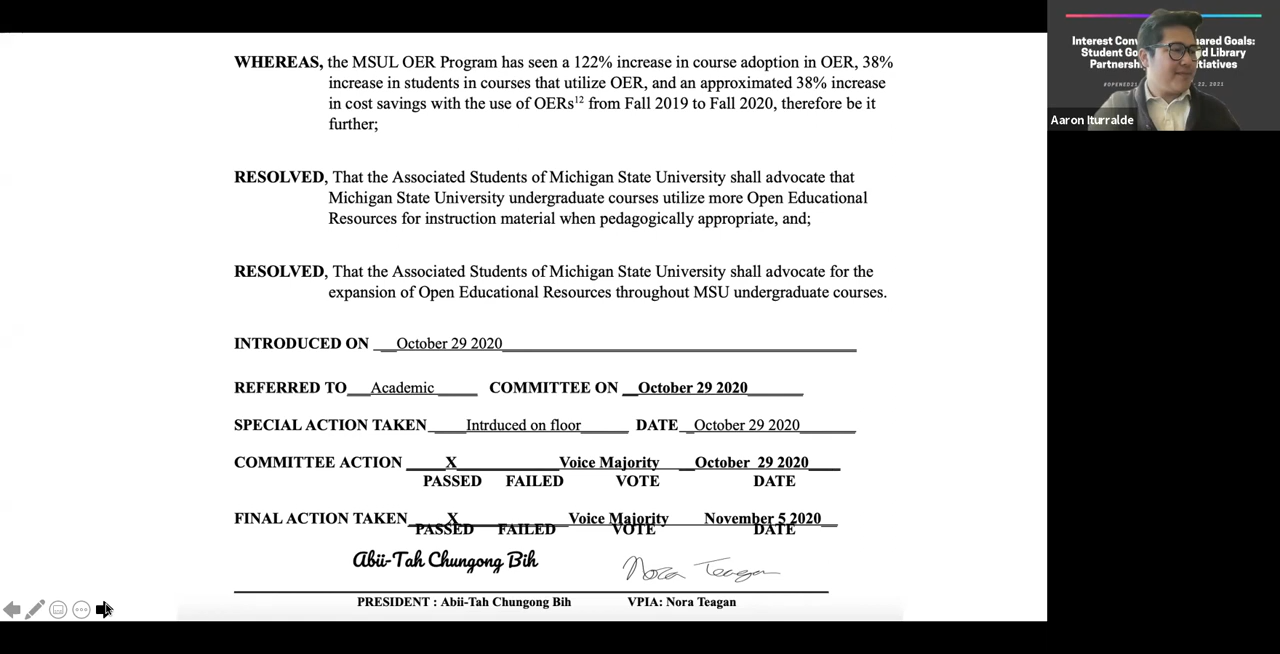 WHEREAS, the MSUL OER Program has seen a 122% increase in course adoption in OER, 38%
increase in students in courses that utilize OER, and an approximated 38% increase
in cost savings with the use of OERs12 from Fall 2019 to Fall 2020, therefore be it
further;
RESOLVED, That the Associated Students of Michigan State University shall advocate that
Michigan State University undergraduate courses utilize more Open Educational
Resources for instruction material when pedagogically appropriate, and;
RESOLVED, That the Associated Students of Michigan State University shall advocate for the
expansion of Open Educational Resources throughout MSU undergraduate courses.
INTRODUCED ON October 29 2020
REFERRED TO Academic COMMITTEE ON October 29 2020
SPECIAL ACTION TAKEN Intrduced on floor DATE October 29 2020
COMMITTEE ACTION X Voice Majority October 29 2020
PASSED FAILED VOTE DATE
FINAL ACTION TAKEN X Voice Majority November 5 2020
PASSED FAILED VOTE DATE
Abii-Tah Chungong Bih Nora Teagan
PRESIDENT : Abii-Tah Chungong Bih VPIA: Nora Teagan
Interest Goals:
Student Library
Aaron Iturralde